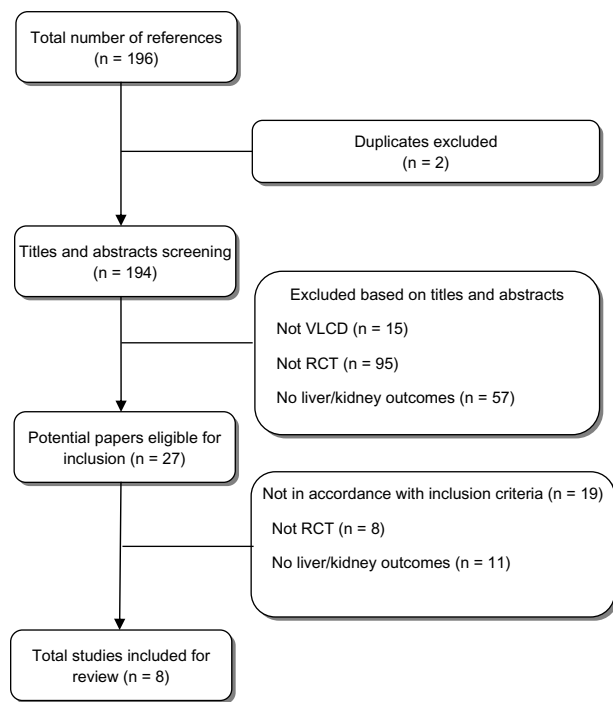 Total number of references
(n = 196)
Duplicates excluded
(n = 2)
Titles and abstracts screening
(n = 194)
Excluded based on titles and abstracts
Not VLCD (n = 15)
Not RCT (n = 95)
No liver/kidney outcomes (n = 57)
Potential papers eligible for
inclusion (n = 27)
Not in accordance with inclusion criteria (n = 19)
Not RCT (n = 8)
No liver/kidney outcomes (n = 11)
Total studies included for
review (n = 8)